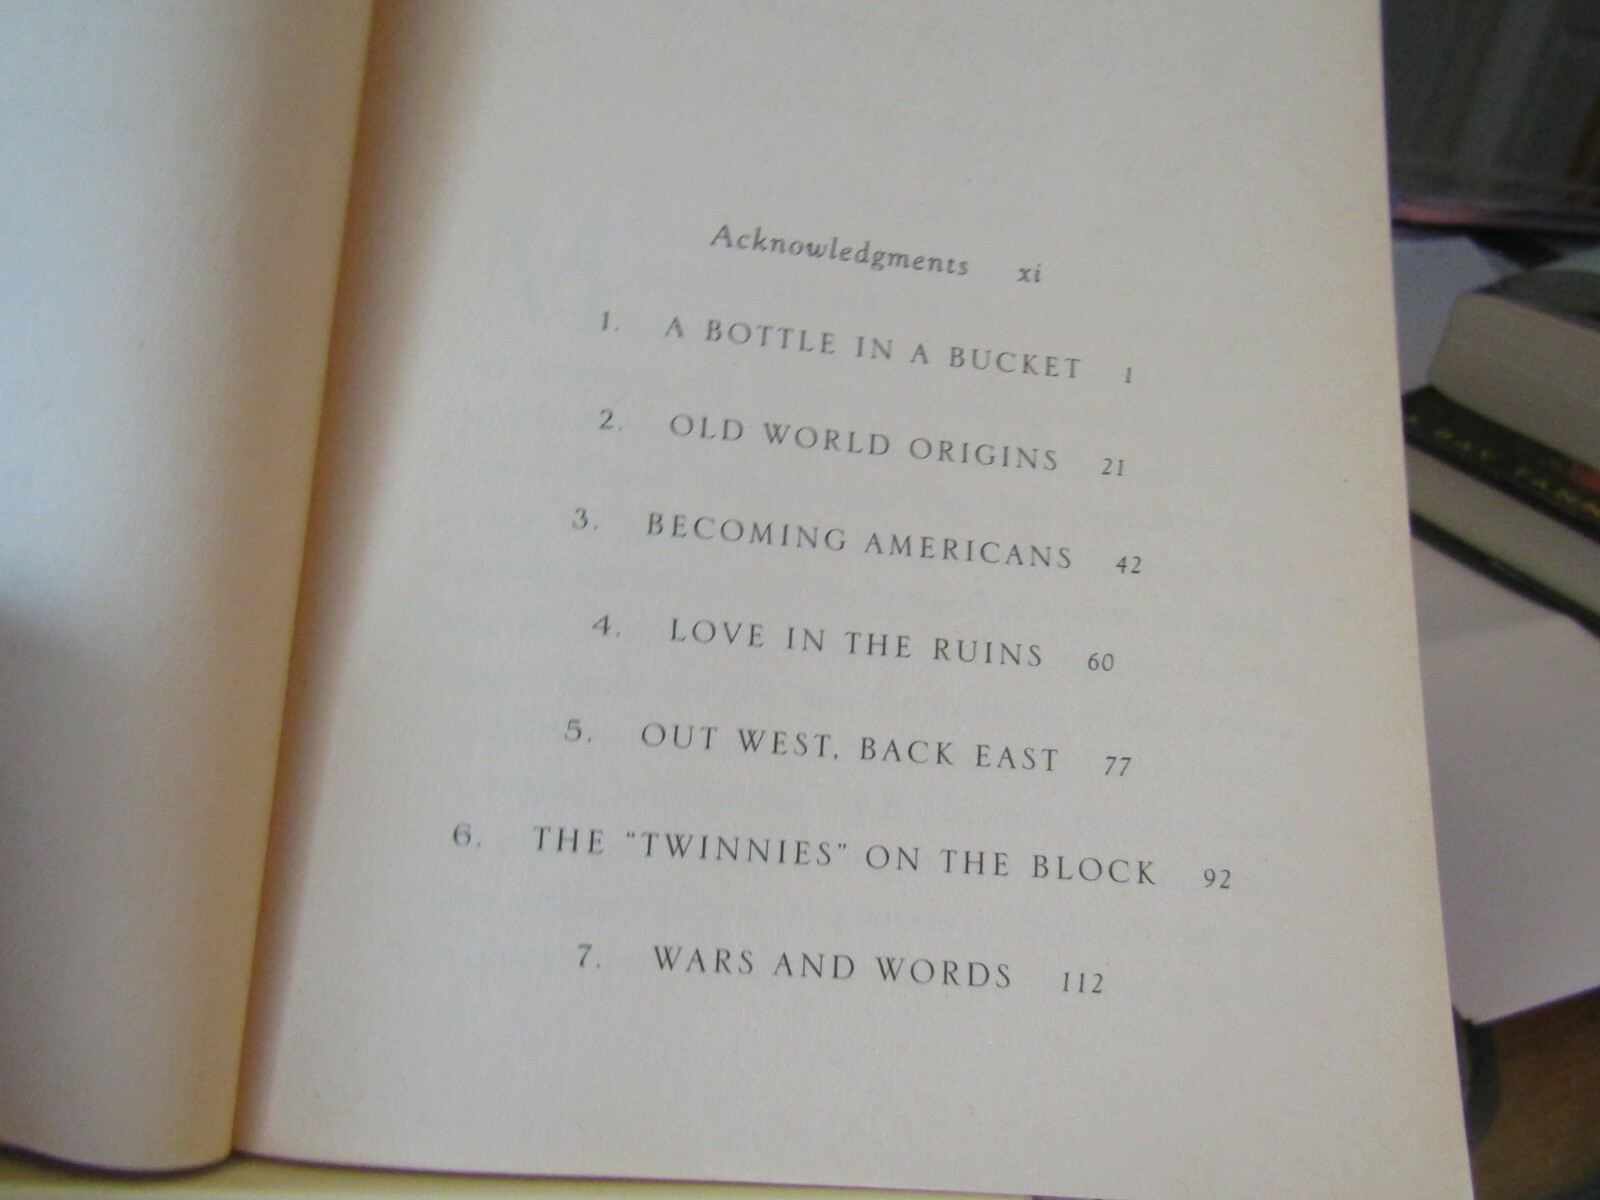 Acknowledgments xi
1. A BOTTLE IN A BUCKET 1
2. OLD WORLD ORIGINS 21
3. BECOMING AMERICANS 42
4. LOVE IN THE RUINS 60
5. OUT WEST, BACK EAST 77
6. THE "TWINNIES" ON THE BLOCK 92
7. WARS AND WORDS 112